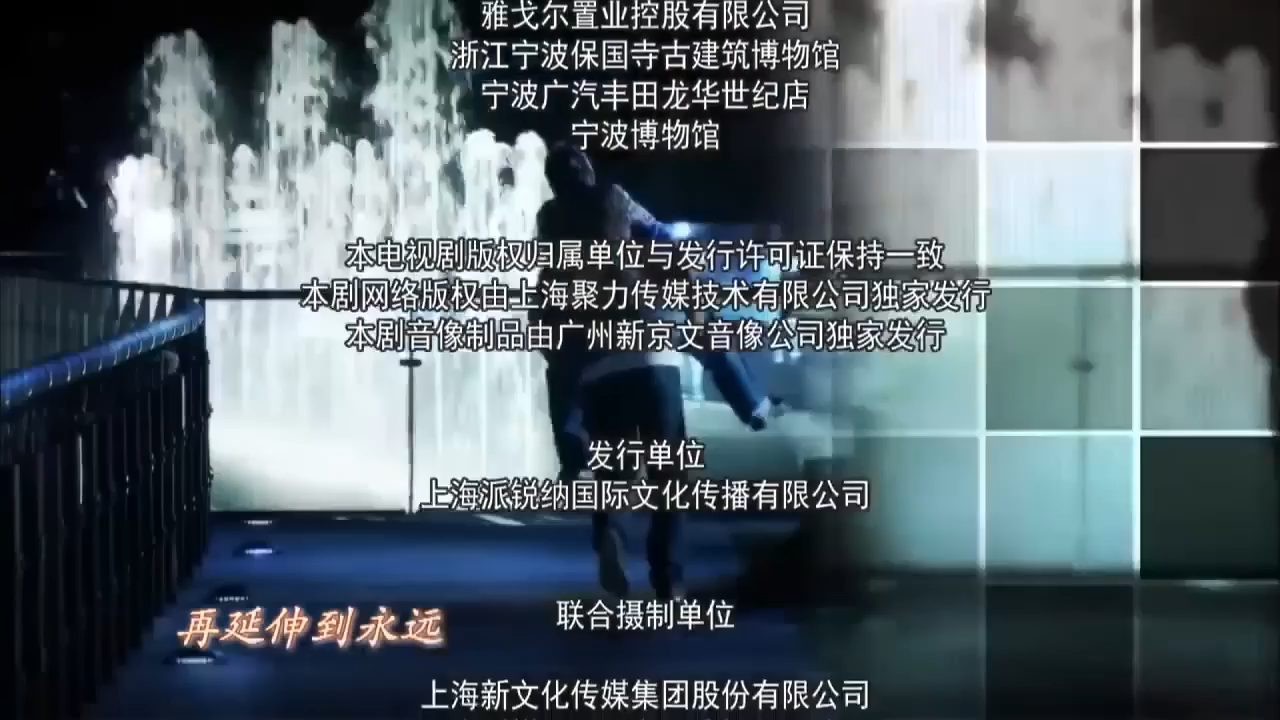 雅戈尔置业控股有限公司
浙江宁波保国寺古建筑博物馆
宁波广汽丰田龙华世纪店
宁波博物馆
本电视剧版权归属单位与发行许可证保持一致
本剧网络版权由上海聚力传媒技术有限公司独家发行
本剧音像制品由广州新京文音像公司独家发行
发行单位
上海派锐纳国际文化传播有限公司
联合摄制单位
再延伸到永远
上海新文化传媒集团股份有限公司